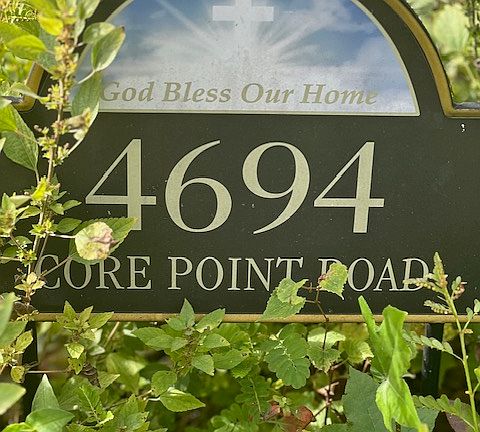 God Bless Our Home
4694
CORE POINT ROAD